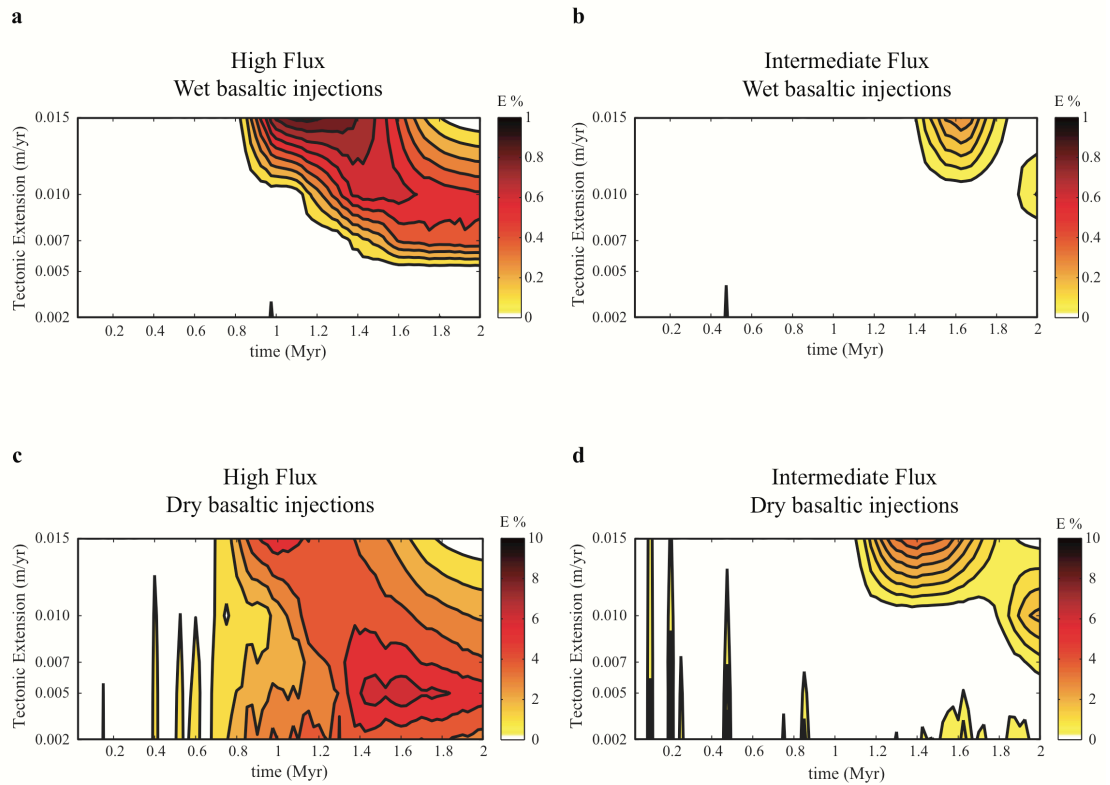 a
High Flux
Wet basaltic injections
E %
1
0.8
0.6
0.4
0.2
0
Tectonic Extension (m/yr)
0.015
0.010
0.007
0.005
0.002
0.2 0.4 0.6 0.8 1 1.2 1.4 1.6 1.8 2
time (Myr)
b
Intermediate Flux
Wet basaltic injections
E %
1
0.8
0.6
0.4
0.2
0
Tectonic Extension (m/yr)
0.015
0.010
0.007
0.005
0.002
0.2 0.4 0.6 0.8 1 1.2 1.4 1.6 1.8 2
time (Myr)
c
High Flux
Dry basaltic injections
E %
10
8
6
4
2
0
Tectonic Extension (m/yr)
0.015
0.010
0.007
0.005
0.002
0.2 0.4 0.6 0.8 1.0 1.2 1.4 1.6 1.8 2
time (Myr)
d
Intermediate Flux
Dry basaltic injections
E %
10
8
6
4
2
0
Tectonic Extension (m/yr)
0.015
0.010
0.007
0.005
0.002
0.2 0.4 0.6 0.8 1 1.2 1.4 1.6 1.8 2
time (Myr)